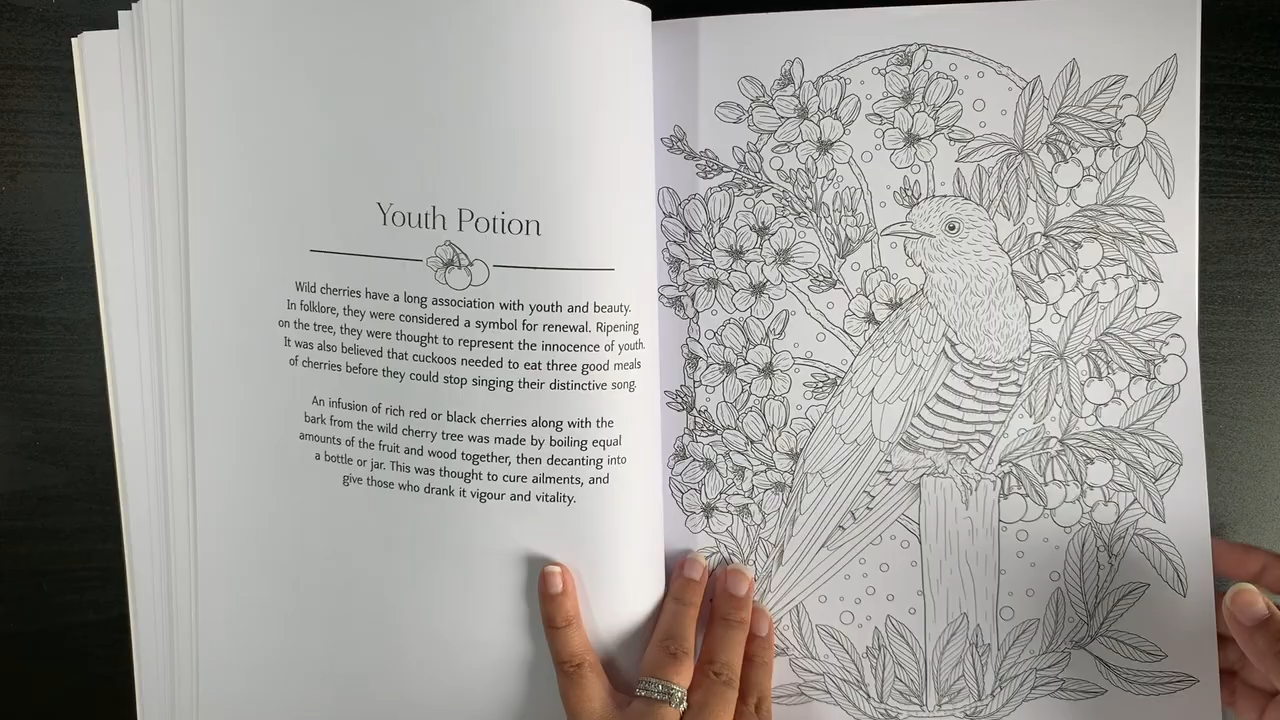 Youth Potion
Wild cherries have a long association with youth and beauty.
In folklore, they were considered a symbol for renewal. Ripening
on the tree, they were thought to represent the innocence of youth.
It was also believed that cuckoos needed to eat three good meals
of cherries before they could stop singing their distinctive song.
An infusion of rich red or black cherries along with the
bark from the wild cherry tree was made by boiling equal
amounts of the fruit and wood together, then decanting into
a bottle or jar. This was thought to cure ailments, and
give those who drank it vigour and vitality.